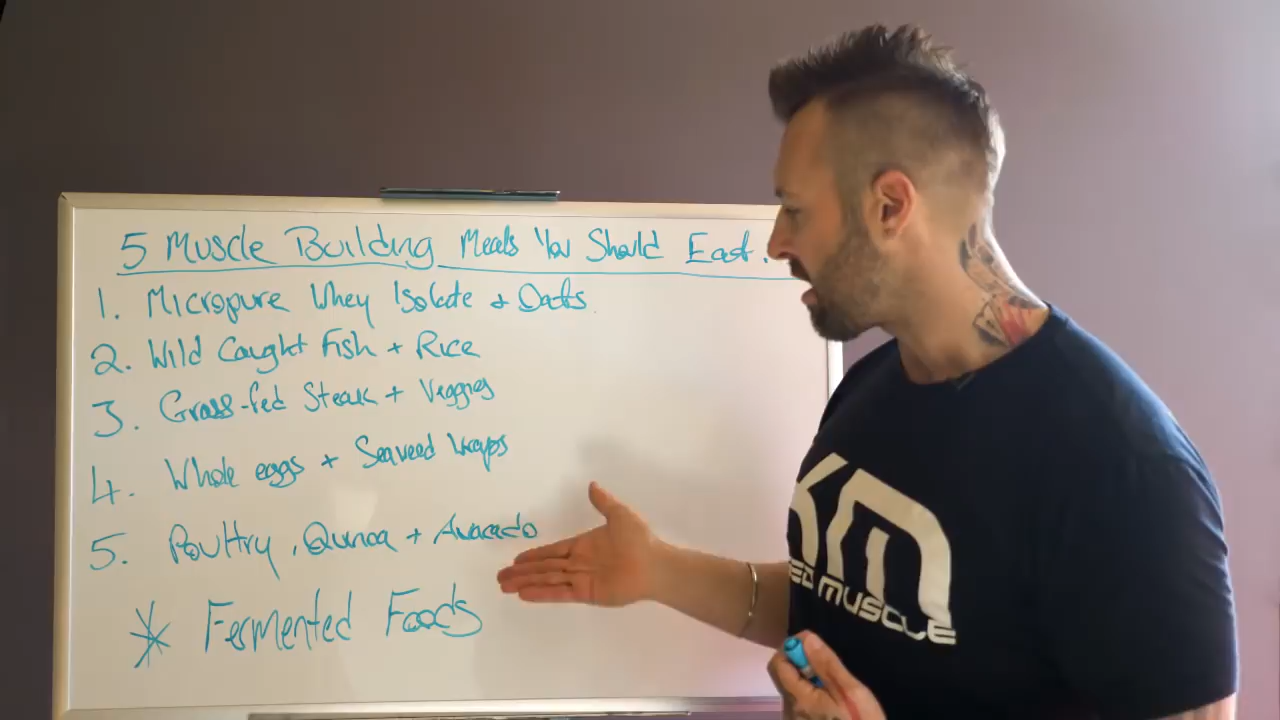 5 Muscle Building Meals You Should Eat.
1. Micropure Whey Isolate + Oats.
2. Wild Caught Fish + Rice
3. Grass-fed Steak + Veggies
4. Whole eggs + Seaweed Wraps
5. Poultry, Quinoa + Avacado
* Fermented Foods
MUSCLE